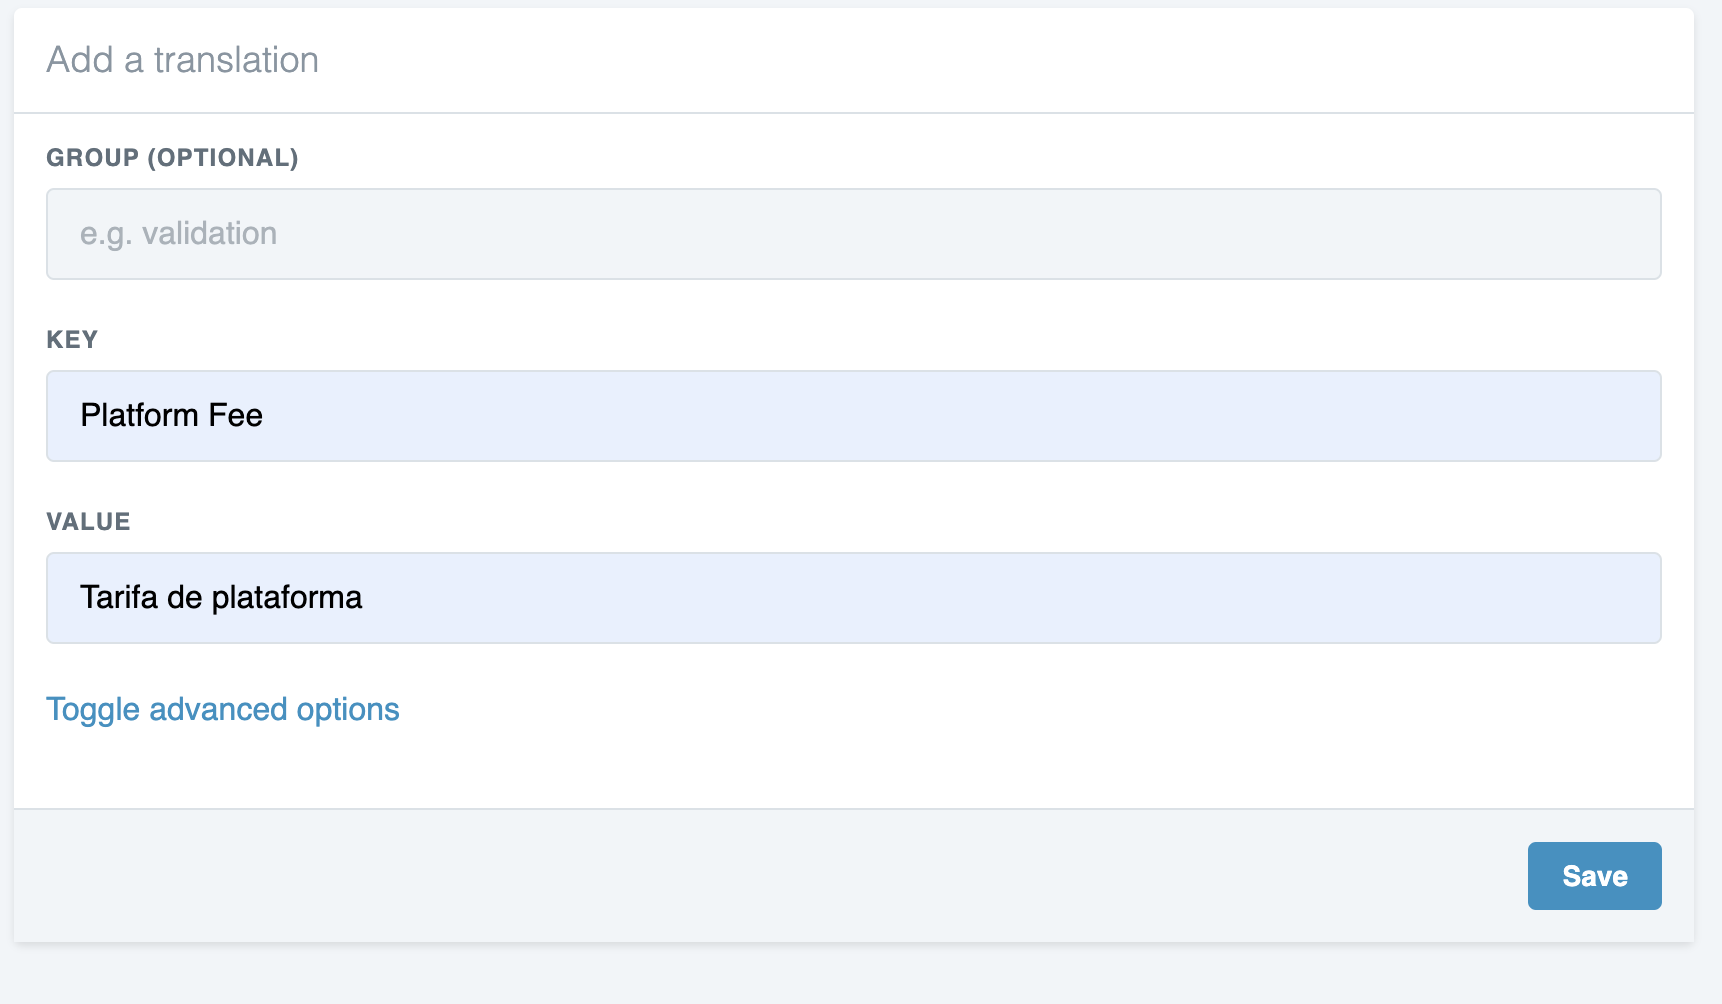 Add a translation
GROUP (OPTIONAL)
e.g. validation
KEY
Platform Fee
VALUE
Tarifa de plataforma
Toggle advanced options
Save